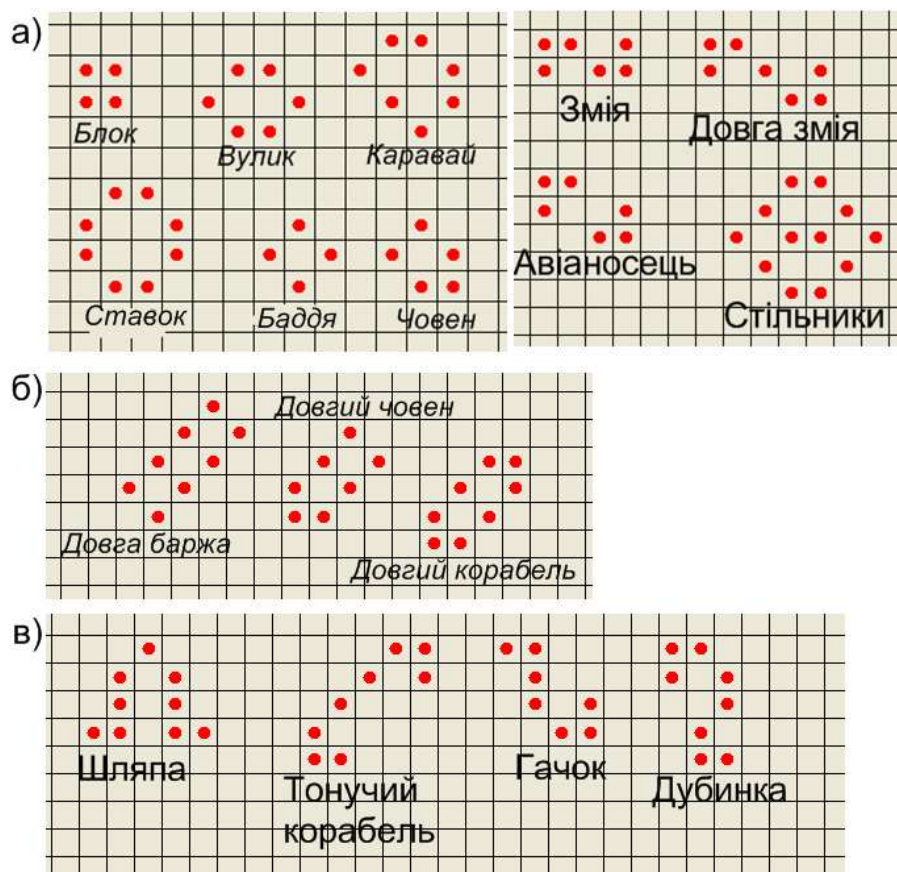 а)
Блок
Вулик
Каравай
Ставок
Баддя
Човен
Змія
Довга змія
Авіаносець
Стільники
б)
Довгий човен
Довга баржа
Довгий корабель
в)
Шляпа
Тонучий
корабель
Гачок
Дубинка